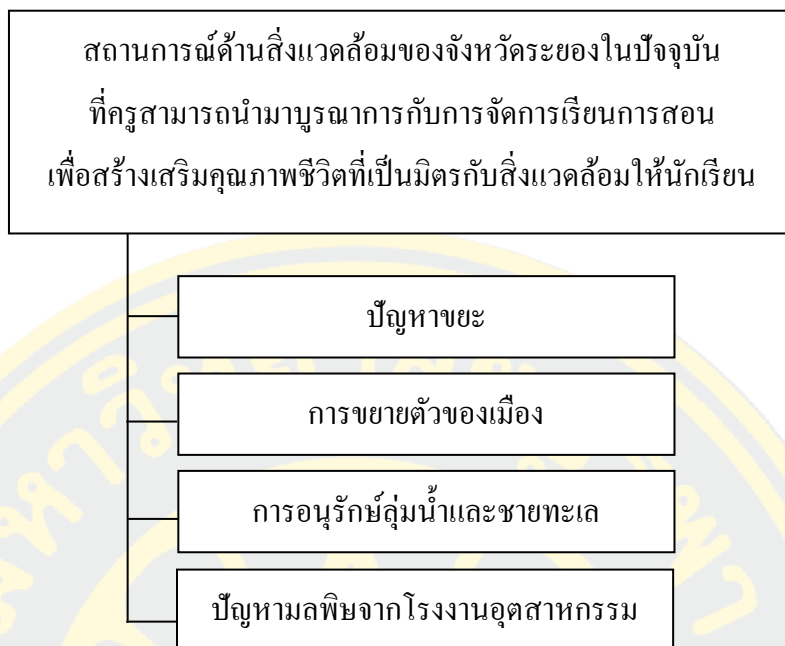 สถานการณ์ด้านสิ่งแวดล้อมของจังหวัดระยองในปัจจุบัน
ที่ครูสามารถนำมาบูรณาการกับการจัดการเรียนการสอน
เพื่อสร้างเสริมคุณภาพชีวิตที่เป็นมิตรกับสิ่งแวดล้อมให้นักเรียน
ปัญหาขยะ
การขยายตัวของเมือง
การอนุรักษ์ลุ่มน้ำและชายทะเล
ปัญหามลพิษจากโรงงานอุตสาหกรรม